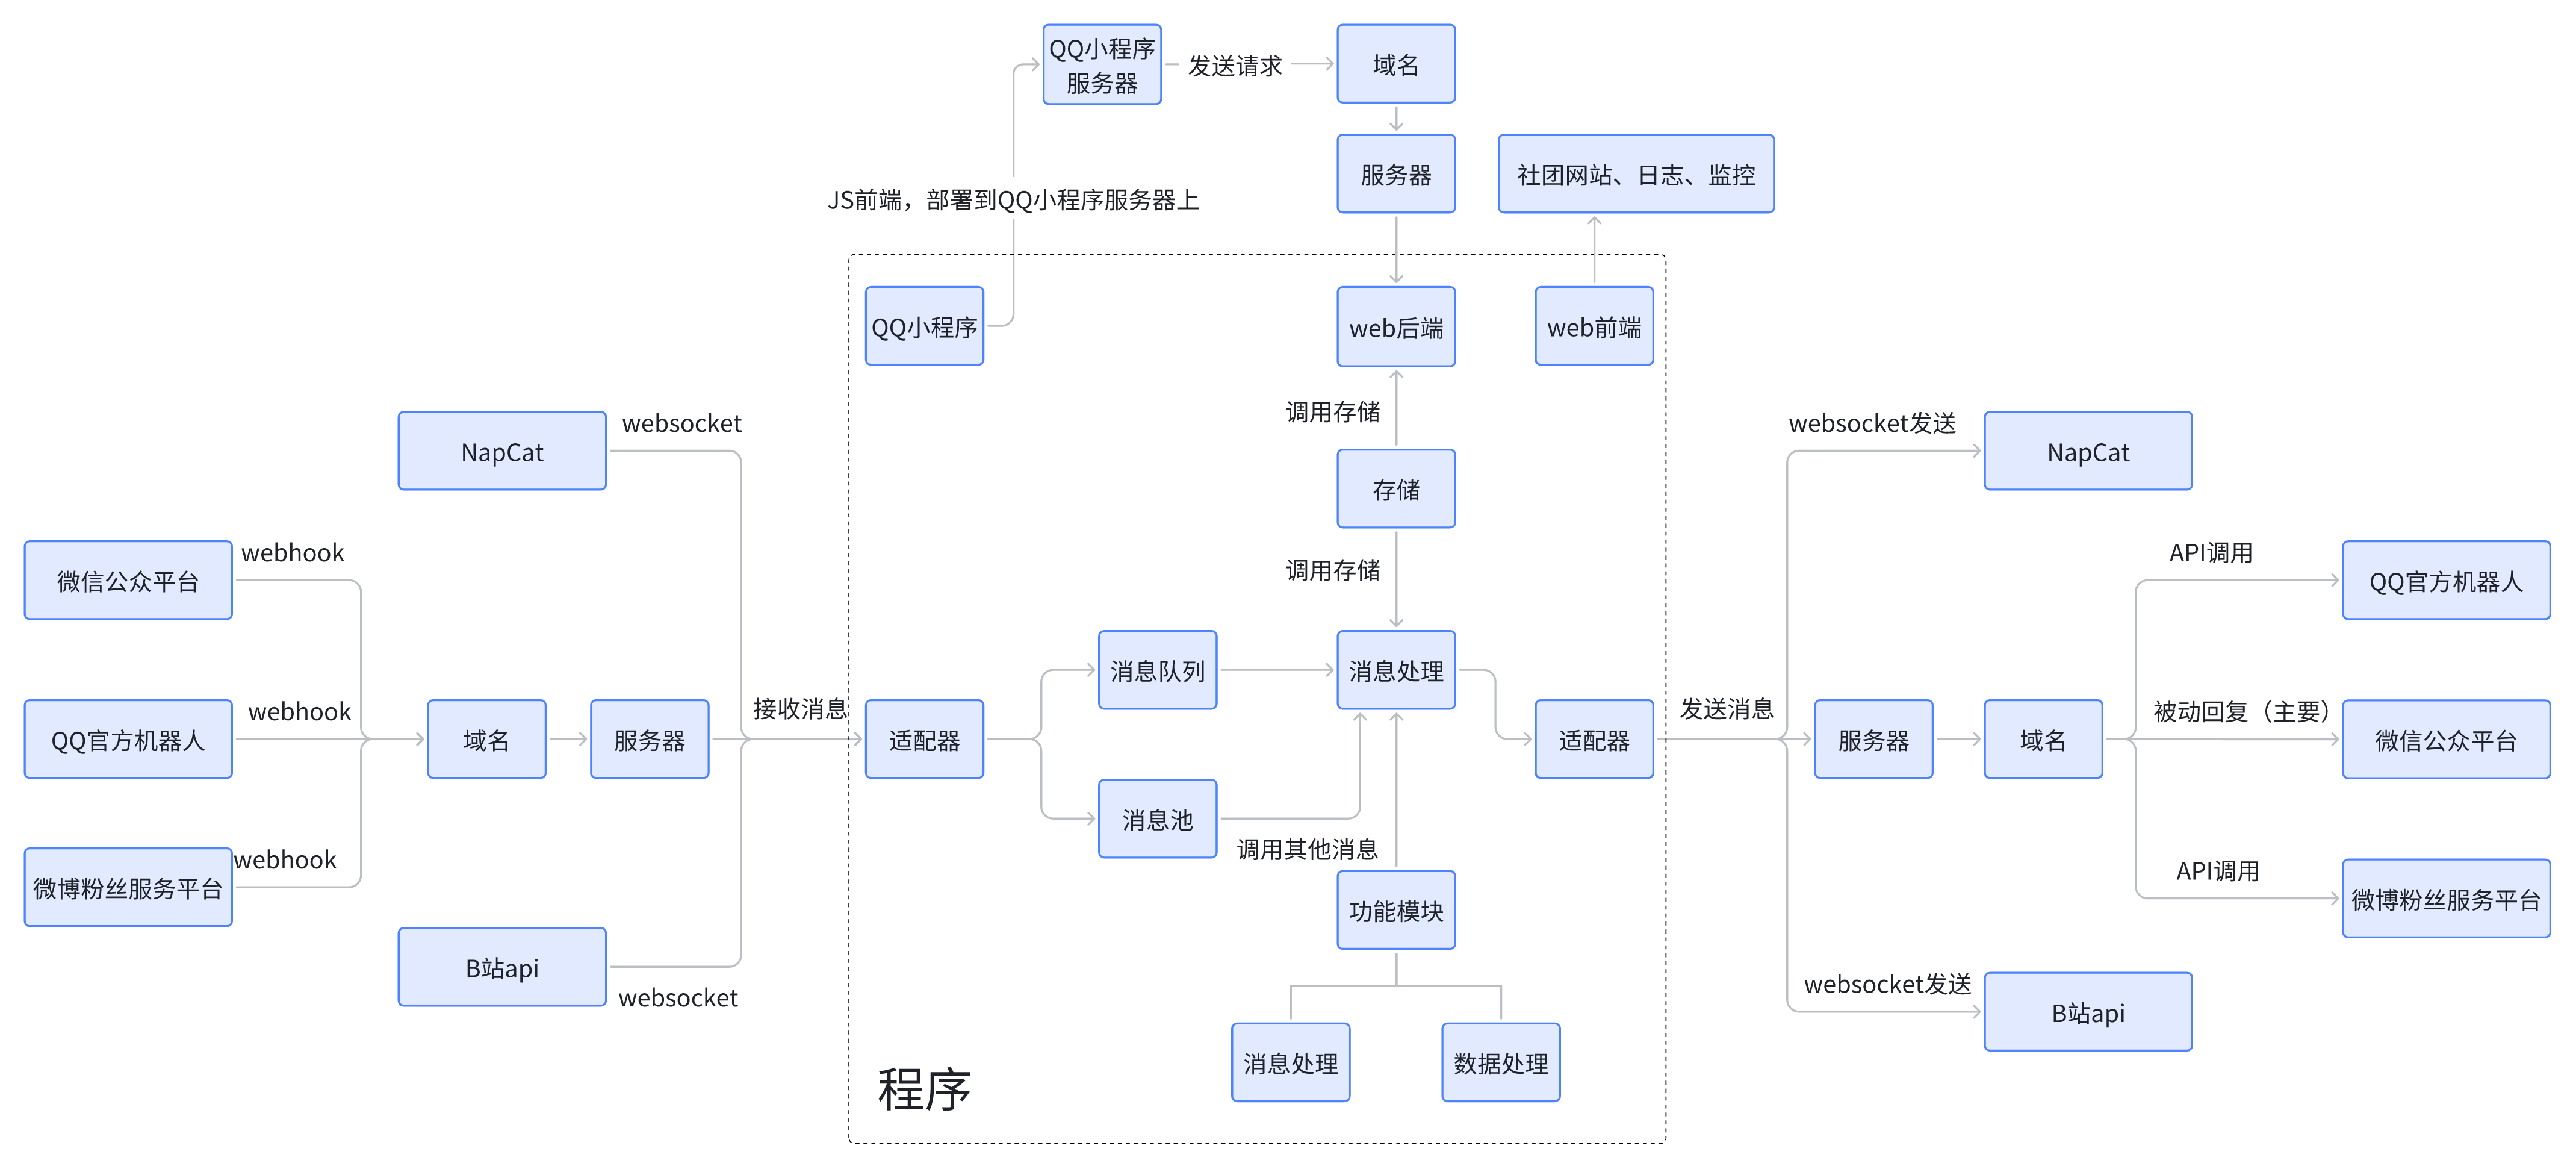 QQ小程序
服务器
发送请求
域名
服务器
社团网站、日志、监控
JS前端，部署到QQ小程序服务器上
QQ小程序
web后端
web前端
调用存储
存储
调用存储
NapCat
websocket
微信公众平台
webhook
QQ官方机器人
webhook
微博粉丝服务平台
webhook
域名
服务器
接收消息
B站api
websocket
适配器
消息队列
消息池
消息处理
调用其他消息
功能模块
消息处理
数据处理
适配器
程序
发送消息
websocket发送
NapCat
服务器
域名
API调用
QQ官方机器人
被动回复（主要）
微信公众平台
API调用
微博粉丝服务平台
websocket发送
B站api